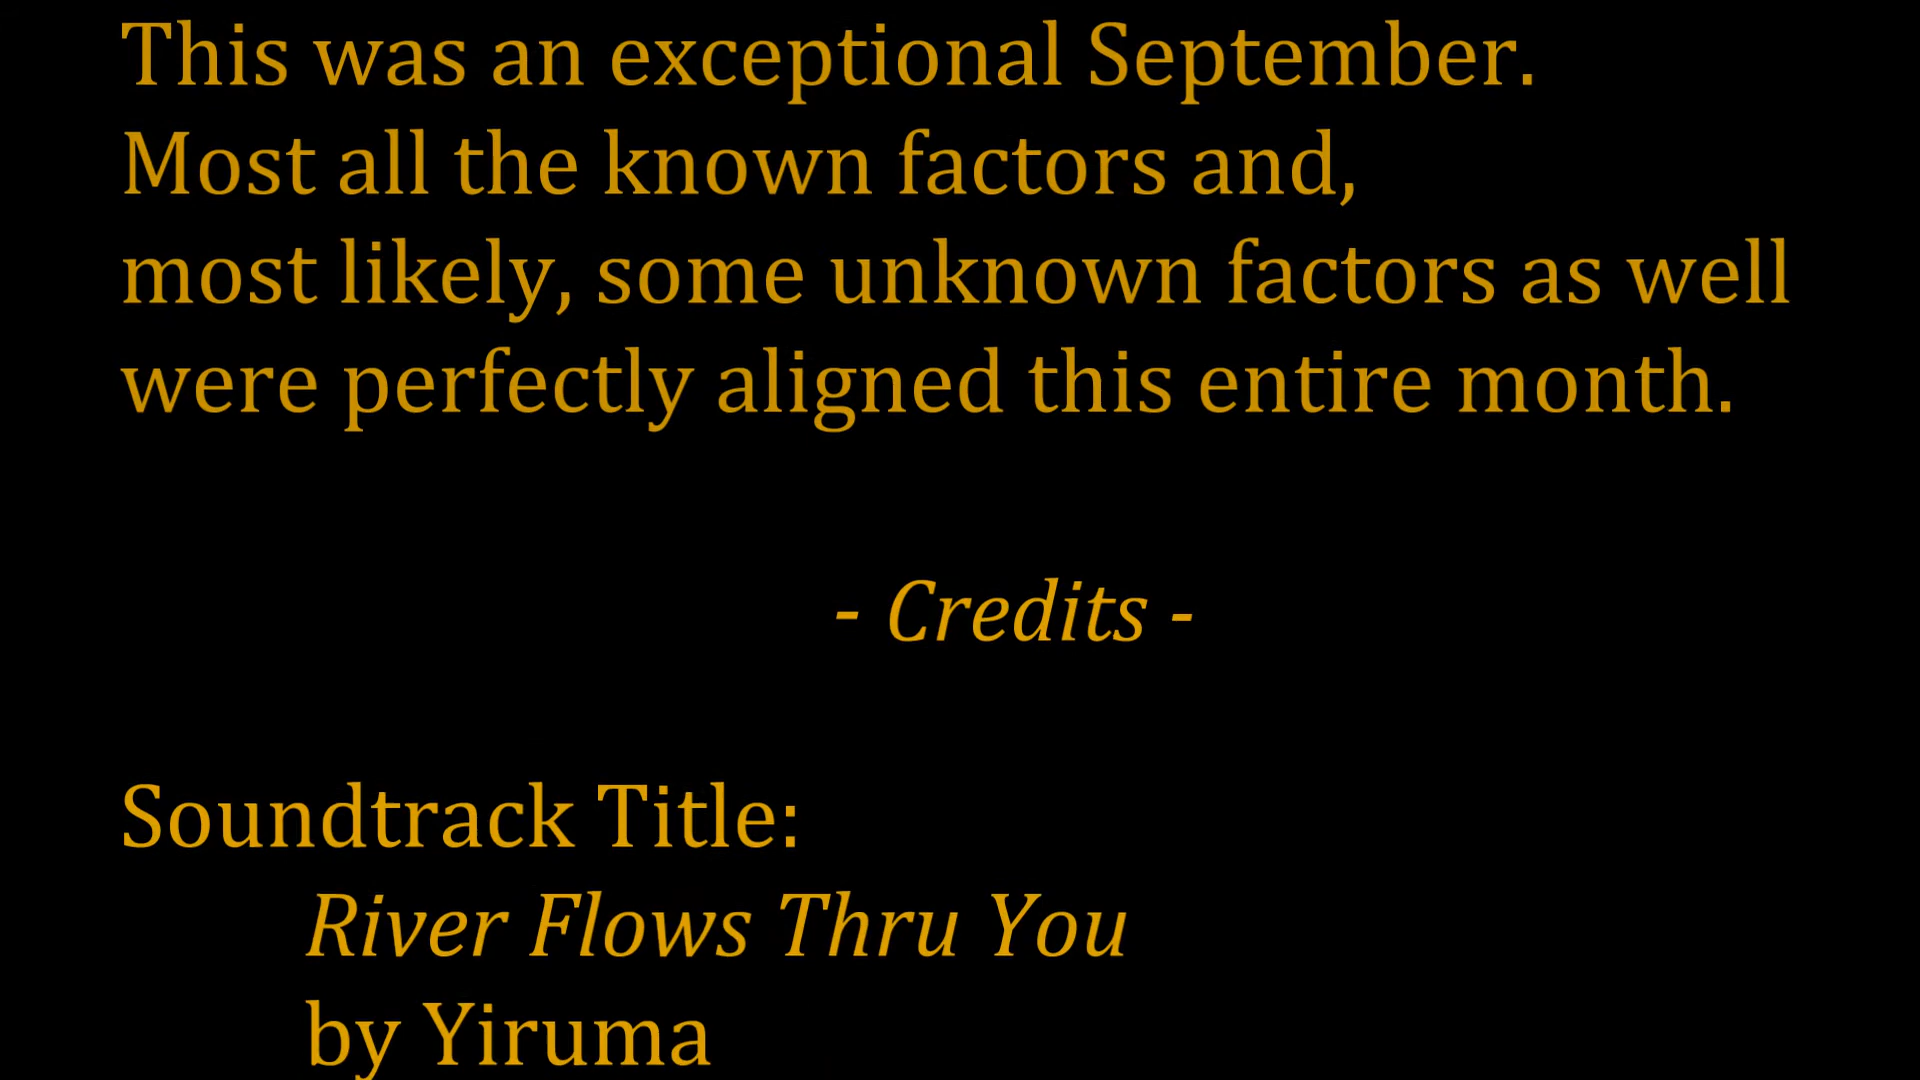 This was an exceptional September.
Most all the known factors and,
most likely, some unknown factors as well
were perfectly aligned this entire month.
- Credits -
Soundtrack Title:
River Flows Thru You
by Yiruma